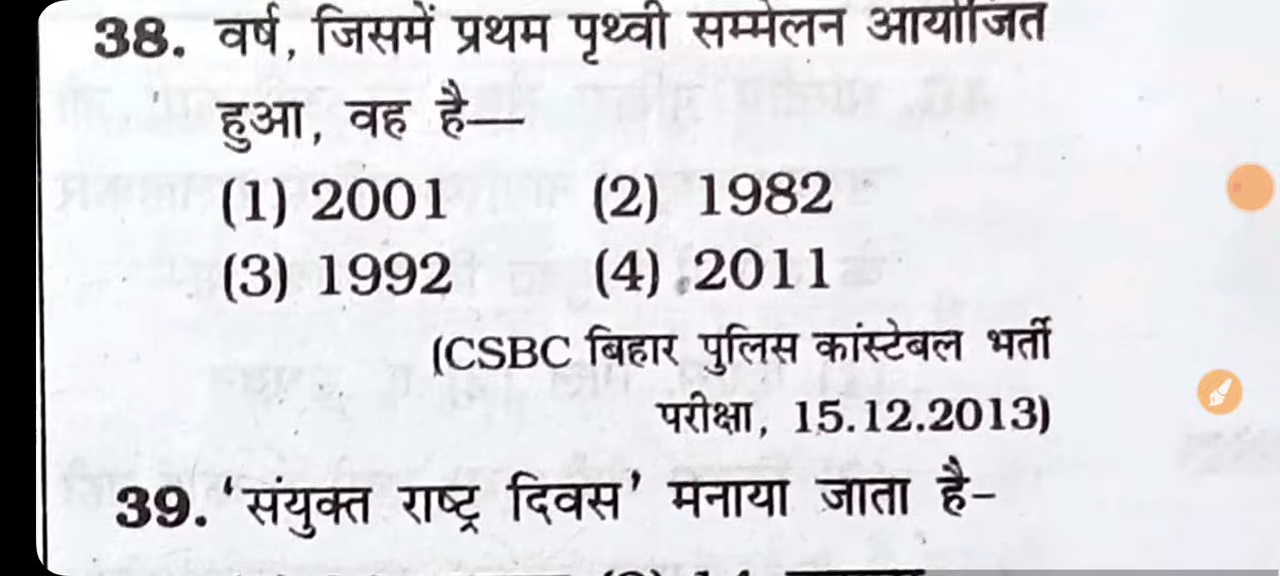 38. वर्ष, जिसमें प्रथम पृथ्वी सम्मेलन आयोजित
हुआ, वह है—
(1) 2001 (2) 1982
(3) 1992 (4) 2011
(CSBC बिहार पुलिस कांस्टेबल भर्ती
परीक्षा, 15.12.2013)
39. ‘संयुक्त राष्ट्र दिवस’ मनाया जाता है–